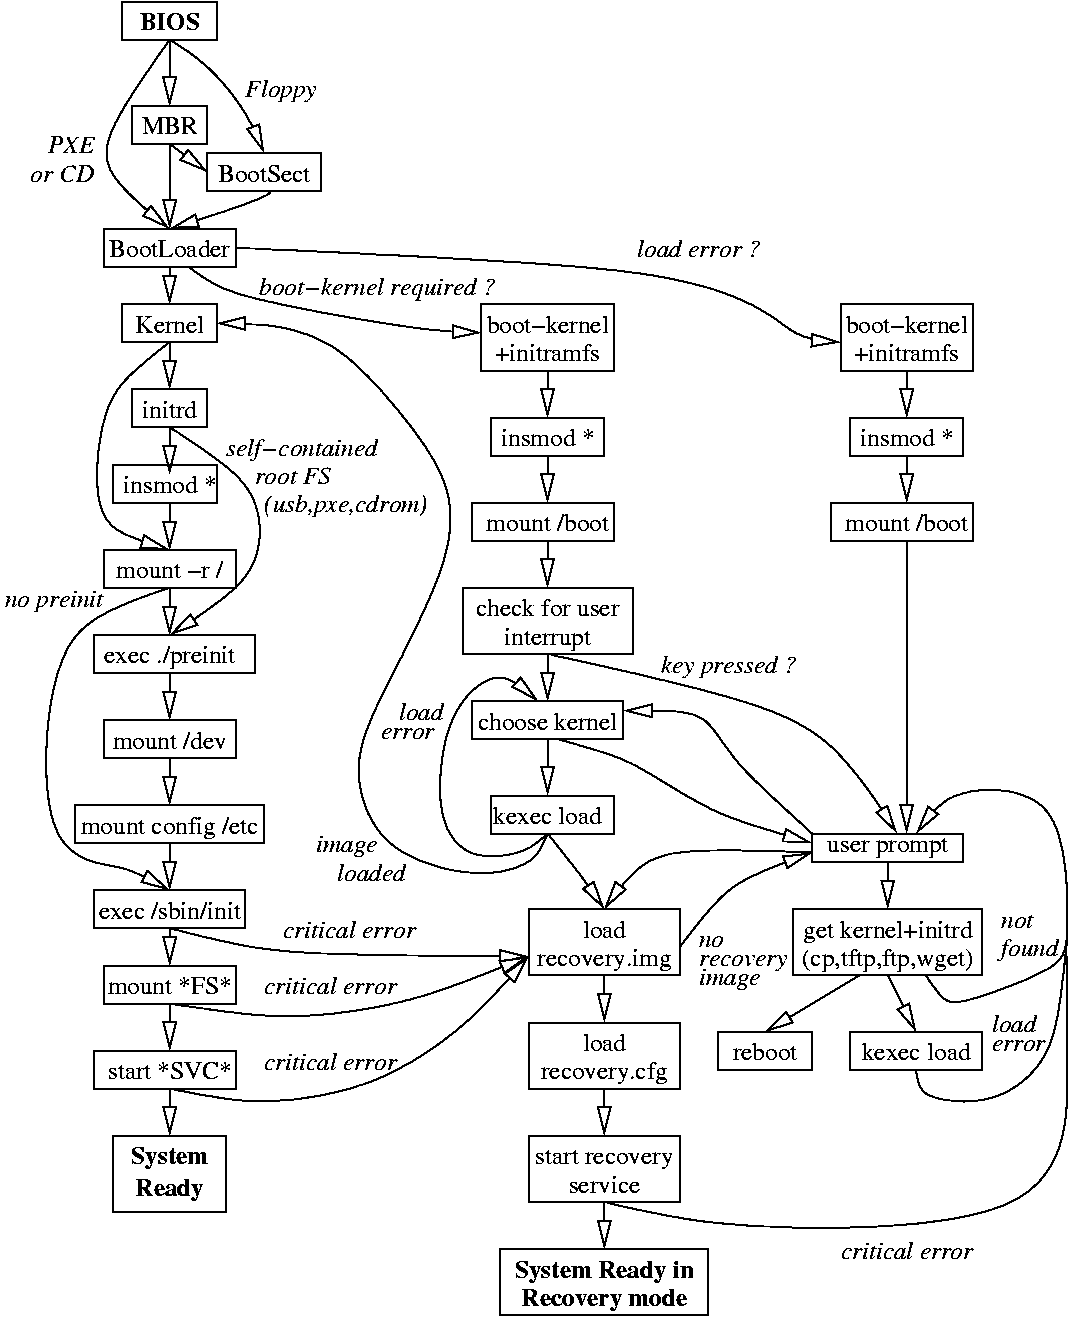 BIOS
Floppy
MBR
PXE
or CD
BootSect
BootLoader
load error ?
boot−kernel required ?
Kernel
boot−kernel
+initramfs
boot−kernel
+initramfs
initrd
insmod *
insmod *
self−contained
root FS
(usb,pxe,cdrom)
insmod *
mount /boot
mount /boot
mount −r /
no preinit
check for user
interrupt
exec ./preinit
key pressed ?
load
error
choose kernel
mount /dev
kexec load
mount config /etc
image
loaded
user prompt
exec /sbin/init
critical error
load
recovery.img
no
recovery
image
get kernel+initrd
(cp,tftp,ftp,wget)
not
found
mount *FS*
critical error
load
recovery.cfg
reboot
kexec load
load
error
start *SVC*
critical error
System
Ready
start recovery
service
critical error
System Ready in
Recovery mode